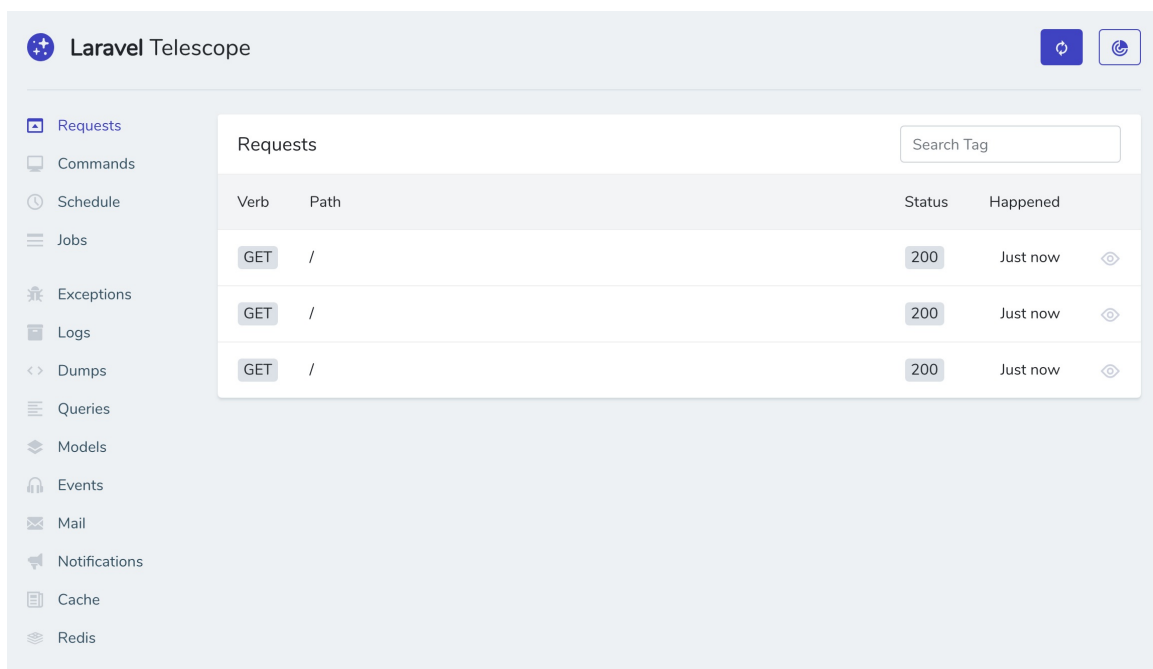 Laravel Telescope
Requests
Commands
Schedule
Jobs
Exceptions
Logs
Dumps
Queries
Models
Events
Mail
Notifications
Cache
Redis
Requests
Search Tag
Verb Path Status Happened
GET / 200 Just now
GET / 200 Just now
GET / 200 Just now